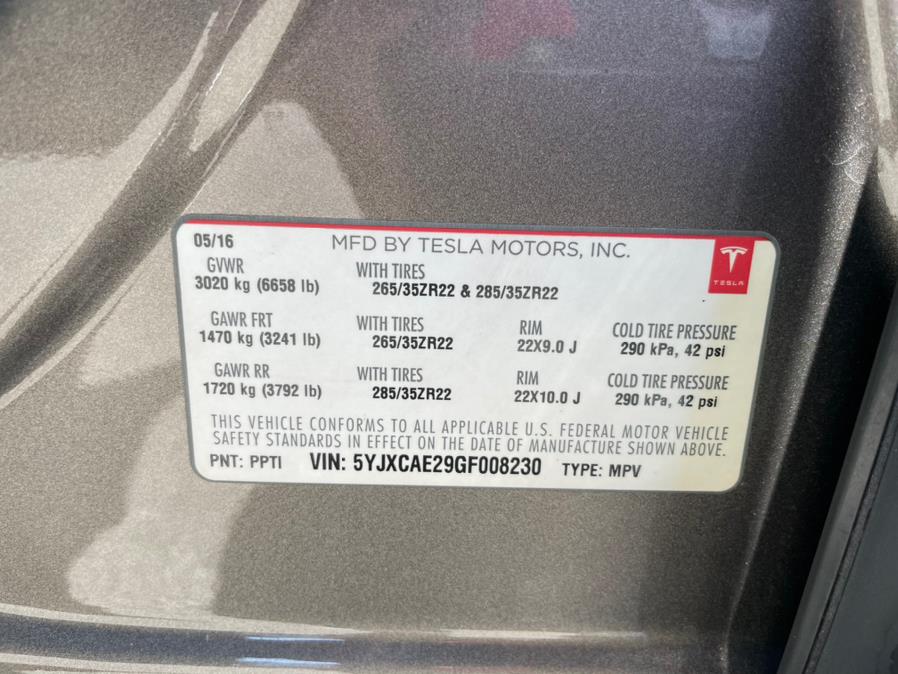 05/16 MFD BY TESLA MOTORS, INC.
TESLA
GVWR WITH TIRES
3020 kg (6658 lb) 265/35ZR22 & 285/35ZR22
GAWR FRT WITH TIRES RIM COLD TIRE PRESSURE
1470 kg (3241 lb) 265/35ZR22 22X9.0 J 290 kPa, 42 psi
GAWR RR WITH TIRES RIM COLD TIRE PRESSURE
1720 kg (3792 lb) 285/35ZR22 22X10.0 J 290 kPa, 42 psi
THIS VEHICLE CONFORMS TO ALL APPLICABLE U.S. FEDERAL MOTOR VEHICLE
SAFETY STANDARDS IN EFFECT ON THE DATE OF MANUFACTURE SHOWN ABOVE.
PNT: PPTI VIN: 5YJXCAE29GF008230 TYPE: MPV